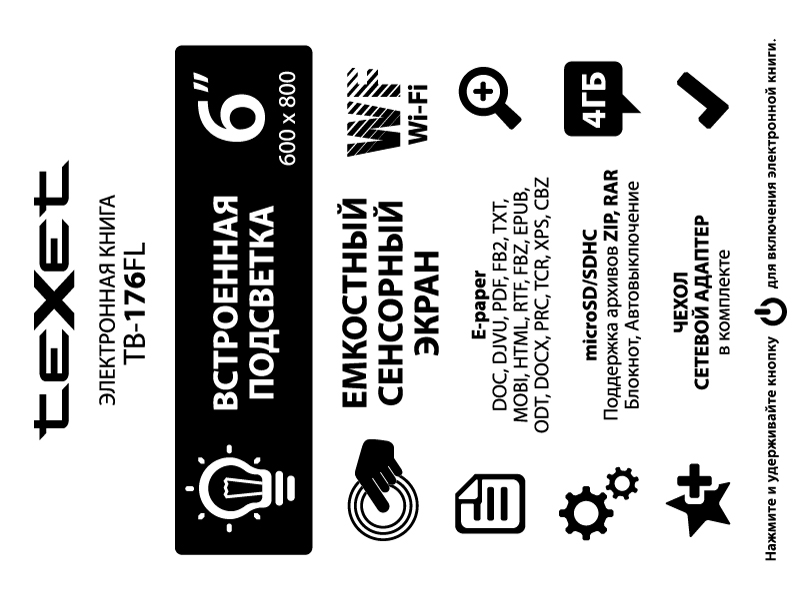 teXet
ЭЛЕКТРОННАЯ КНИГА
TB-176FL
ВСТРОЕННАЯ
ПОДСВЕТКА
6″
600 x 800
ЕМКОСТНЫЙ
СЕНСОРНЫЙ
ЭКРАН
WF
Wi-Fi
E-paper
DOC, DJVU, PDF, FB2, TXT,
MOBI, HTML, RTF, FBZ, EPUB,
ODT, DOCX, PRC, TCR, XPS, CBZ
microSD/SDHC
Поддержка архивов ZIP, RAR
Блокнот, Автовыключение
4ГБ
ЧЕХОЛ
СЕТЕВОЙ АДАПТЕР
в комплекте
Нажмите и удерживайте кнопку для включения электронной книги.